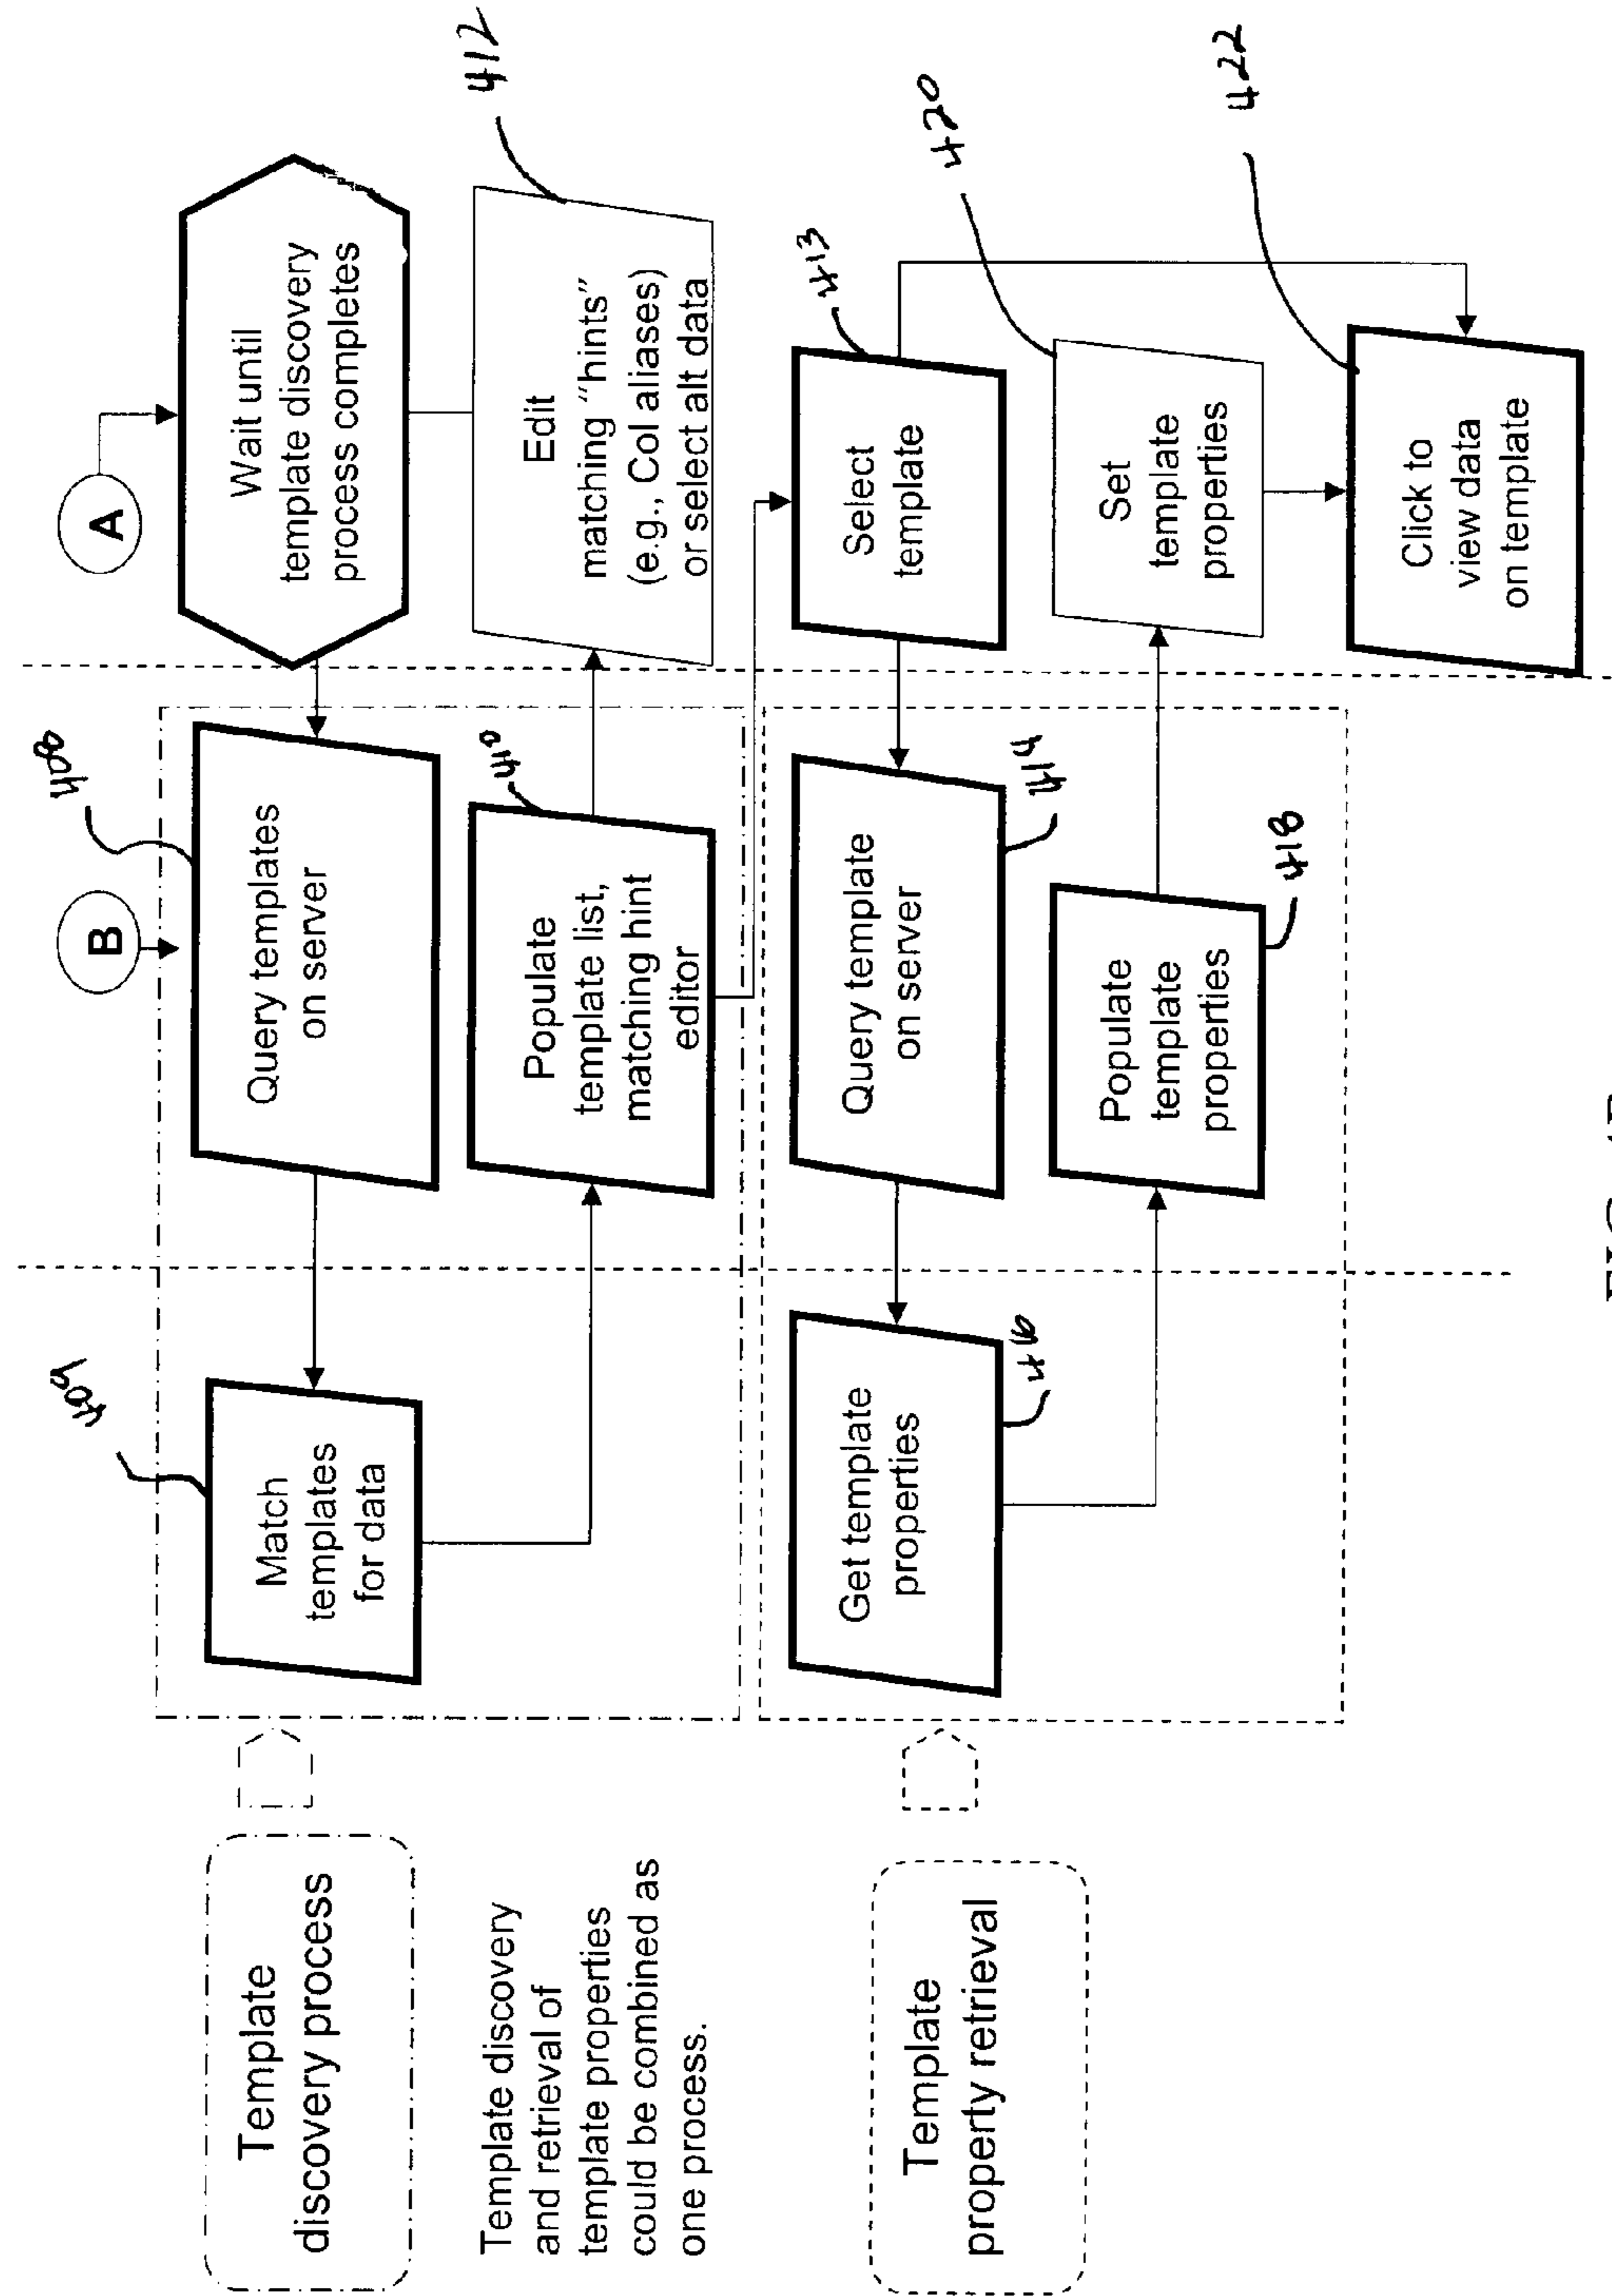 A
Wait until
template discovery
process completes
B
408
Query templates
on server
409
Match
templates
for data
Template
discovery process
412
Edit
matching "hints"
(e.g., Col aliases)
or select alt data
410
Populate
template list,
matching hint
editor
Template discovery
and retrieval of
template properties
could be combined as
one process.
413
Select
template
414
Query template
on server
416
Get template
properties
Template
property retrieval
420
Set
template
properties
418
Populate
template
properties
422
Click to
view data
on template